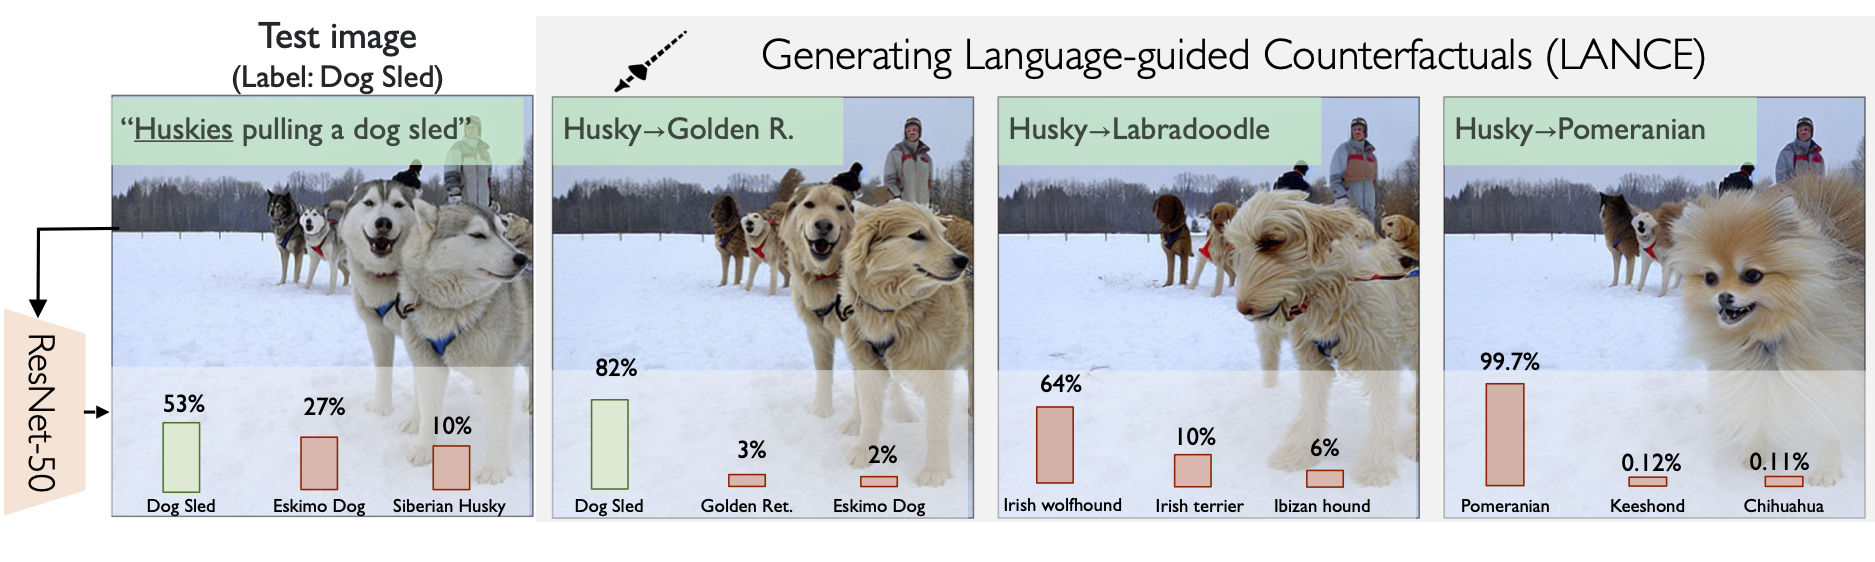 Test image
(Label: Dog Sled)
Generating Language-guided Counterfactuals (LANCE)
“Huskies pulling a dog sled”
Husky→Golden R.
Husky→Labradoodle
Husky→Pomeranian
ResNet-50
53%
27%
10%
Dog Sled
Eskimo Dog
Siberian Husky
82%
3%
2%
Dog Sled
Golden Ret.
Eskimo Dog
64%
10%
6%
Irish wolfhound
Irish terrier
Ibizan hound
99.7%
0.12%
0.11%
Pomeranian
Keeshond
Chihuahua